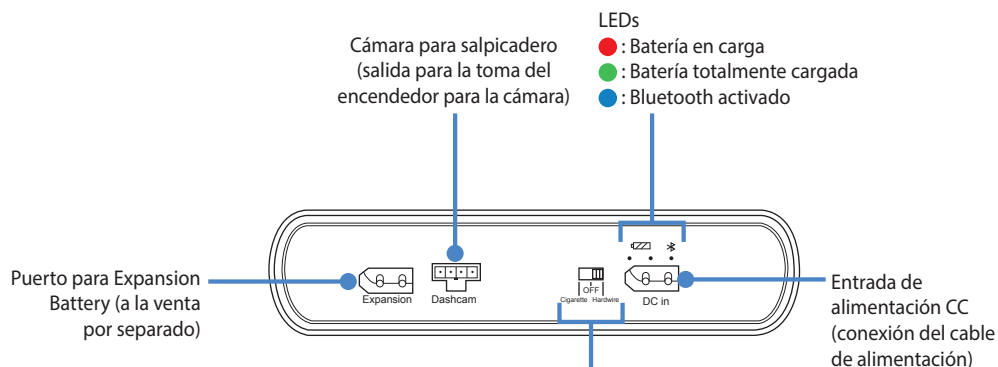 LEDs
: Batería en carga
: Batería totalmente cargada
: Bluetooth activado
Cámara para salpicadero
(salida para la toma del
encendedor para la cámara)
Puerto para Expansion
Battery (a la venta
por separado)
Expansion
Dashcam
OFF
Cigarette Hardwire
DC in
Entrada de
alimentación CC
(conexión del cable
de alimentación)